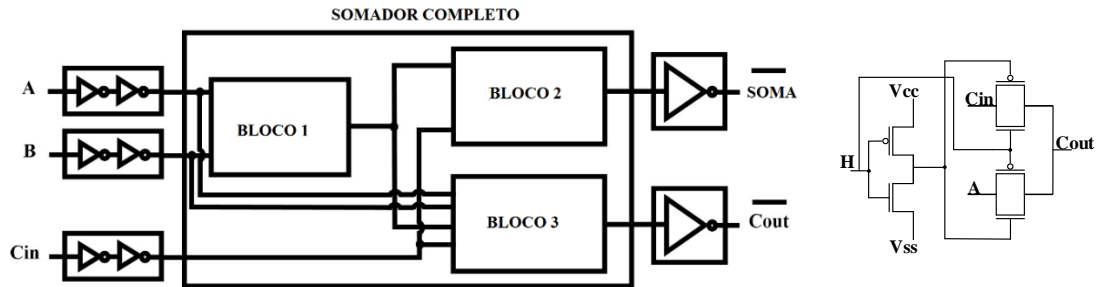 SOMADOR COMPLETO
A
B
Cin
BLOCO 1
BLOCO 2
BLOCO 3
SOMA
Cout
Vcc
H
Vss
Cin
A
Cout